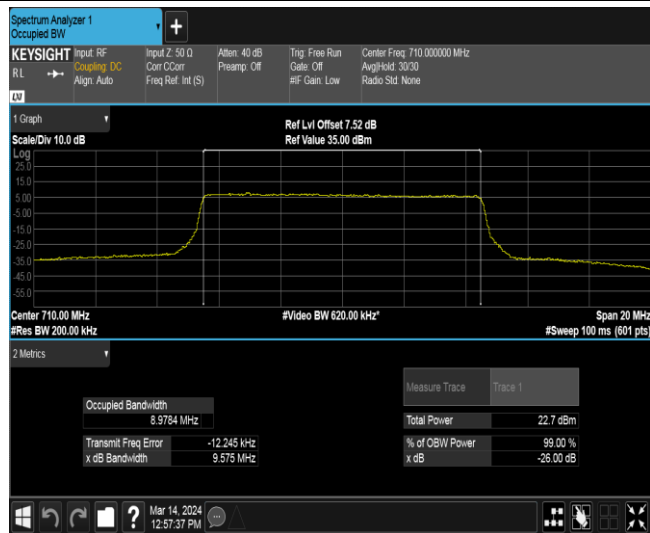 Spectrum Analyzer 1
Occupied BW
+
KEYSIGHT
RL
Input: RF
Coupling: DC
Align: Auto
Input Z: 50 Ω
Corr CCorr
Freq Ref: Int (S)
Atten: 40 dB
Preamp: Off
Trig: Free Run
Gate: Off
#IF Gain: Low
Center Freq: 710.000000 MHz
Avg|Hold: 30/30
Radio Std: None
LXI
1 Graph
Scale/Div 10.0 dB
Ref Lvl Offset 7.52 dB
Ref Value 35.00 dBm
Log
25.0
15.0
5.00
-5.00
-15.0
-25.0
-35.0
-45.0
-55.0
Center 710.00 MHz
#Video BW 620.00 kHz*
Span 20 MHz
#Res BW 200.00 kHz
#Sweep 100 ms (601 pts)
2 Metrics
Measure Trace Trace 1
Occupied Bandwidth
8.9784 MHz
Total Power 22.7 dBm
Transmit Freq Error -12.245 kHz
% of OBW Power 99.00 %
x dB Bandwidth 9.575 MHz
x dB -26.00 dB
?
Mar 14, 2024
12:57:37 PM